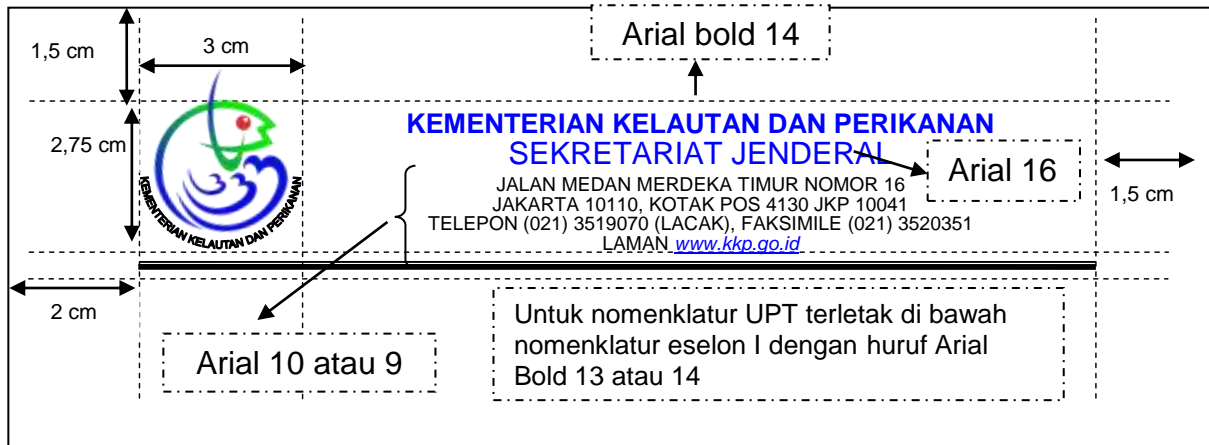 Arial bold 14
1,5 cm
3 cm
2,75 cm
KEMENTERIAN KELAUTAN DAN PERIKANAN
KEMENTERIAN KELAUTAN DAN PERIKANAN
SEKRETARIAT JENDERAL
Arial 16
JALAN MEDAN MERDEKA TIMUR NOMOR 16
JAKARTA 10110, KOTAK POS 4130 JKP 10041
TELEPON (021) 3519070 (LACAK), FAKSIMILE (021) 3520351
LAMAN www.kkp.go.id
1,5 cm
2 cm
Arial 10 atau 9
Untuk nomenklatur UPT terletak di bawah
nomenklatur eselon I dengan huruf Arial
Bold 13 atau 14